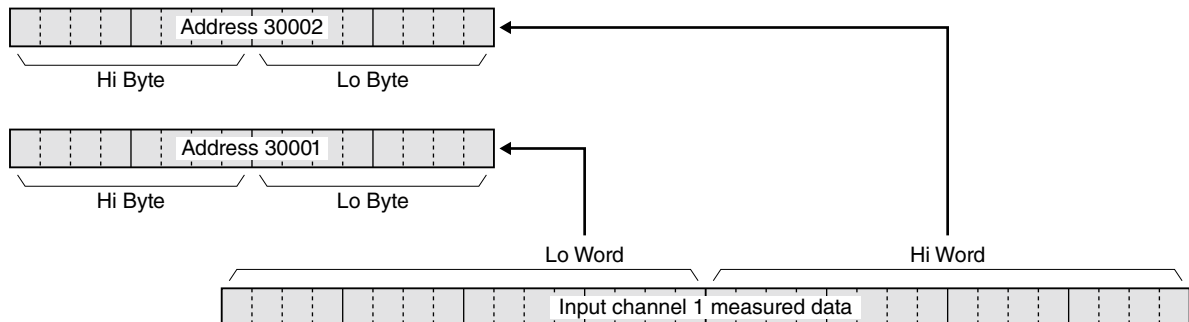 Address 30002
Hi Byte Lo Byte
Address 30001
Hi Byte Lo Byte
Lo Word Hi Word
Input channel 1 measured data